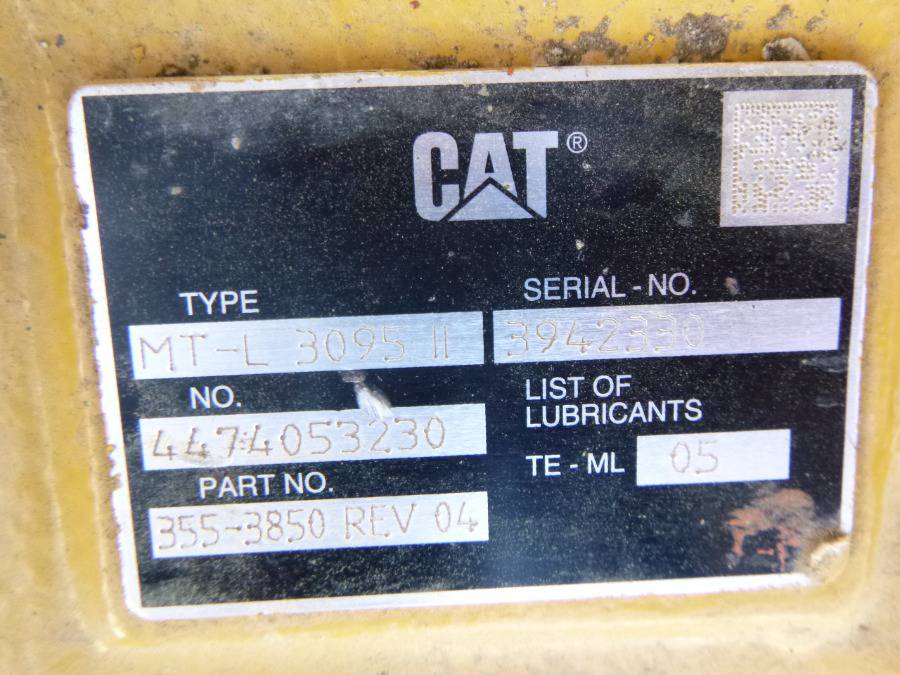 CAT®
TYPE
MT-L 3095 II
SERIAL - NO.
3942330
NO.
4474053230
LIST OF
LUBRICANTS
TE - ML 05
PART NO.
355-3850 REV 04